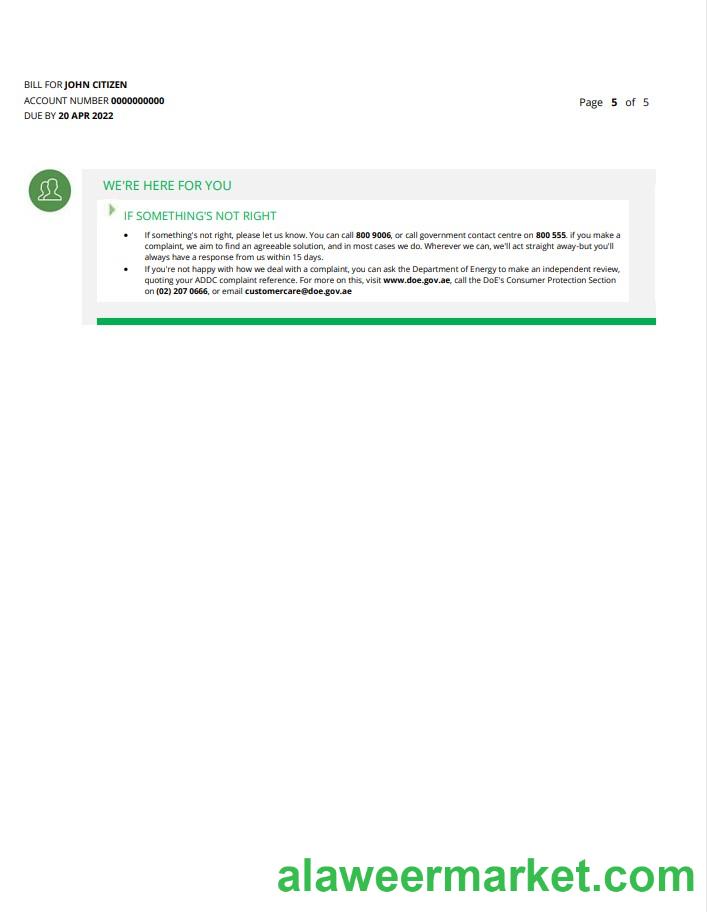 BILL FOR JOHN CITIZEN
ACCOUNT NUMBER 0000000000
DUE BY 20 APR 2022
Page 5 of 5
WE'RE HERE FOR YOU
IF SOMETHING'S NOT RIGHT
• If something's not right, please let us know. You can call 800 9006, or call government contact centre on 800 555. if you make a
complaint, we aim to find an agreeable solution, and in most cases we do. Wherever we can, we'll act straight away-but you'll
always have a response from us within 15 days.
• If you're not happy with how we deal with a complaint, you can ask the Department of Energy to make an independent review,
quoting your ADDC complaint reference. For more on this, visit www.doe.gov.ae, call the DoE's Consumer Protection Section
on (02) 207 0666, or email customercare@doe.gov.ae
alaweermarket.com